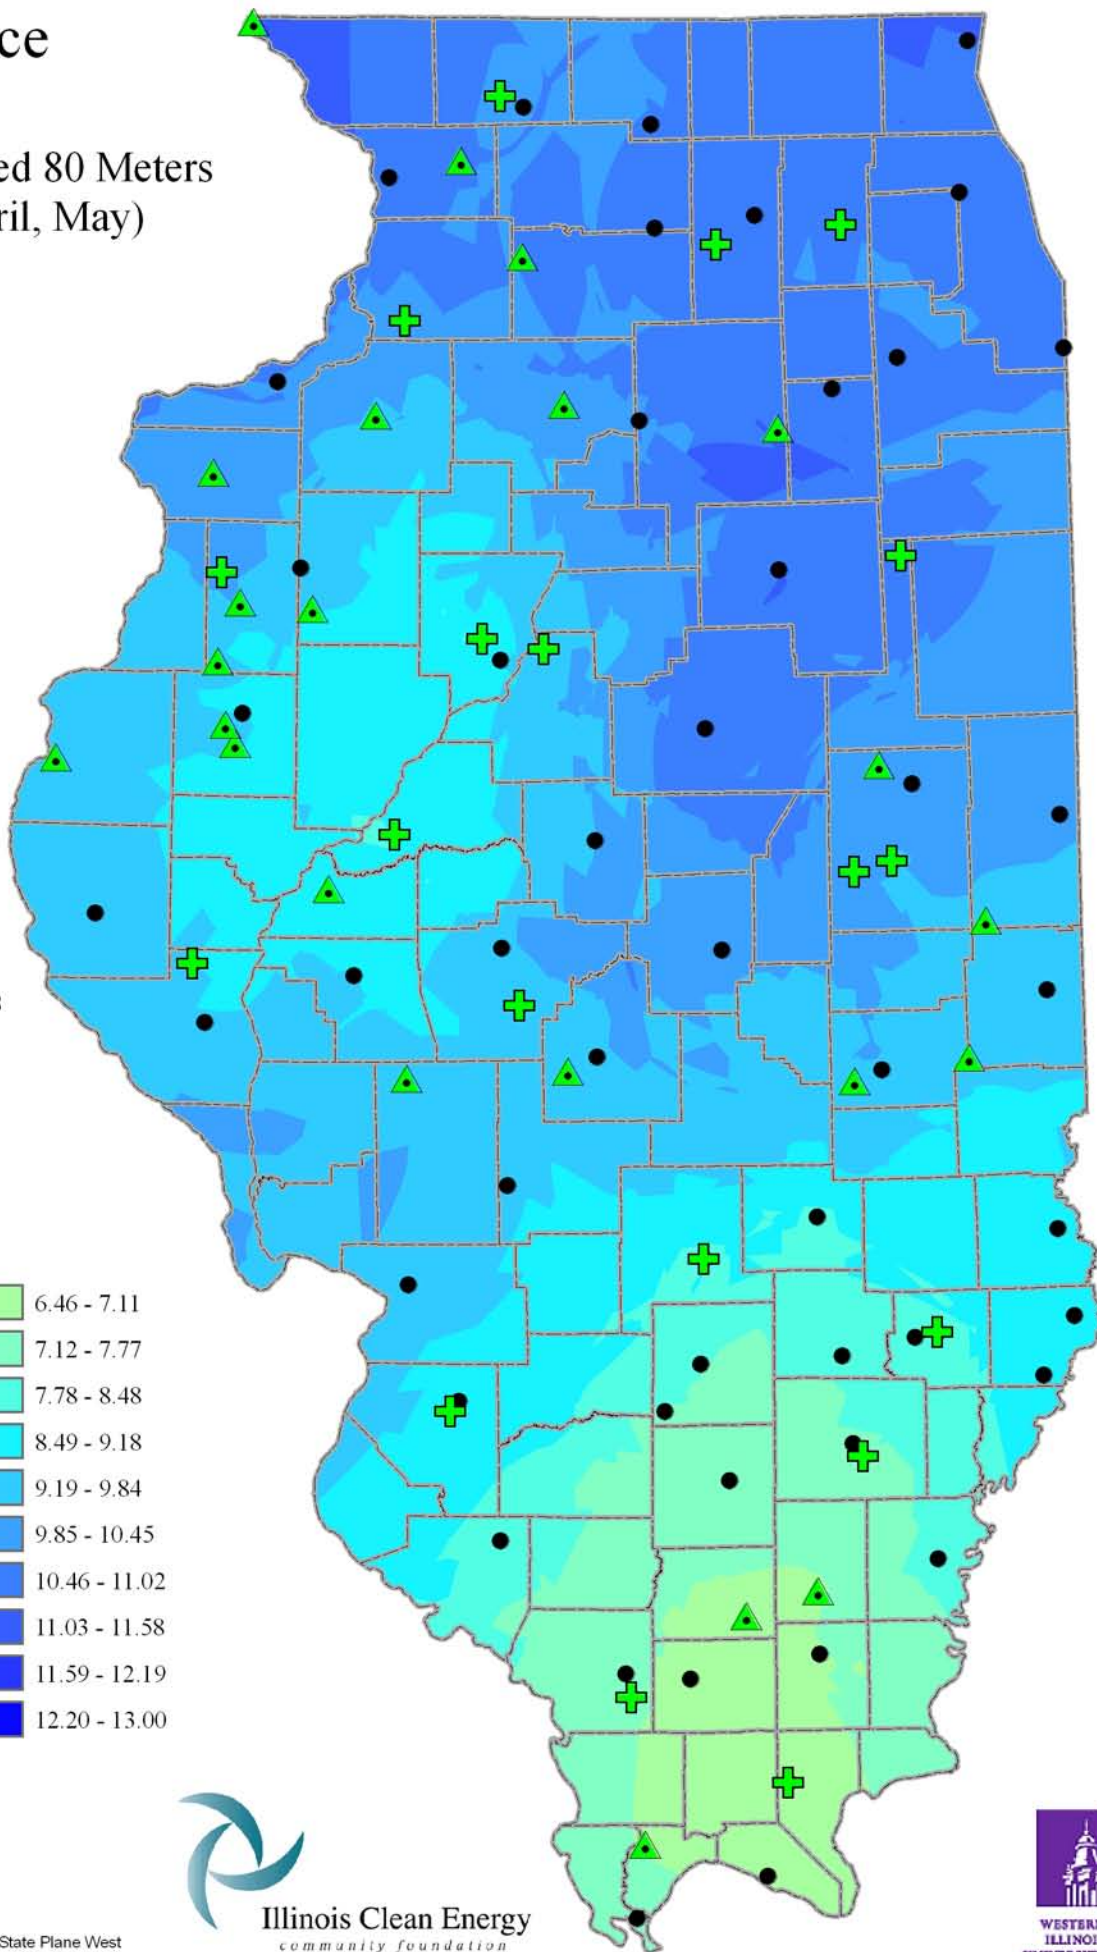 ce
ed 80 Meters
ril, May)
6.46 - 7.11
7.12 - 7.77
7.78 - 8.48
8.49 - 9.18
9.19 - 9.84
9.85 - 10.45
10.46 - 11.02
11.03 - 11.58
11.59 - 12.19
12.20 - 13.00
Illinois Clean Energy
community foundation
State Plane West
WESTERN
ILLINOI